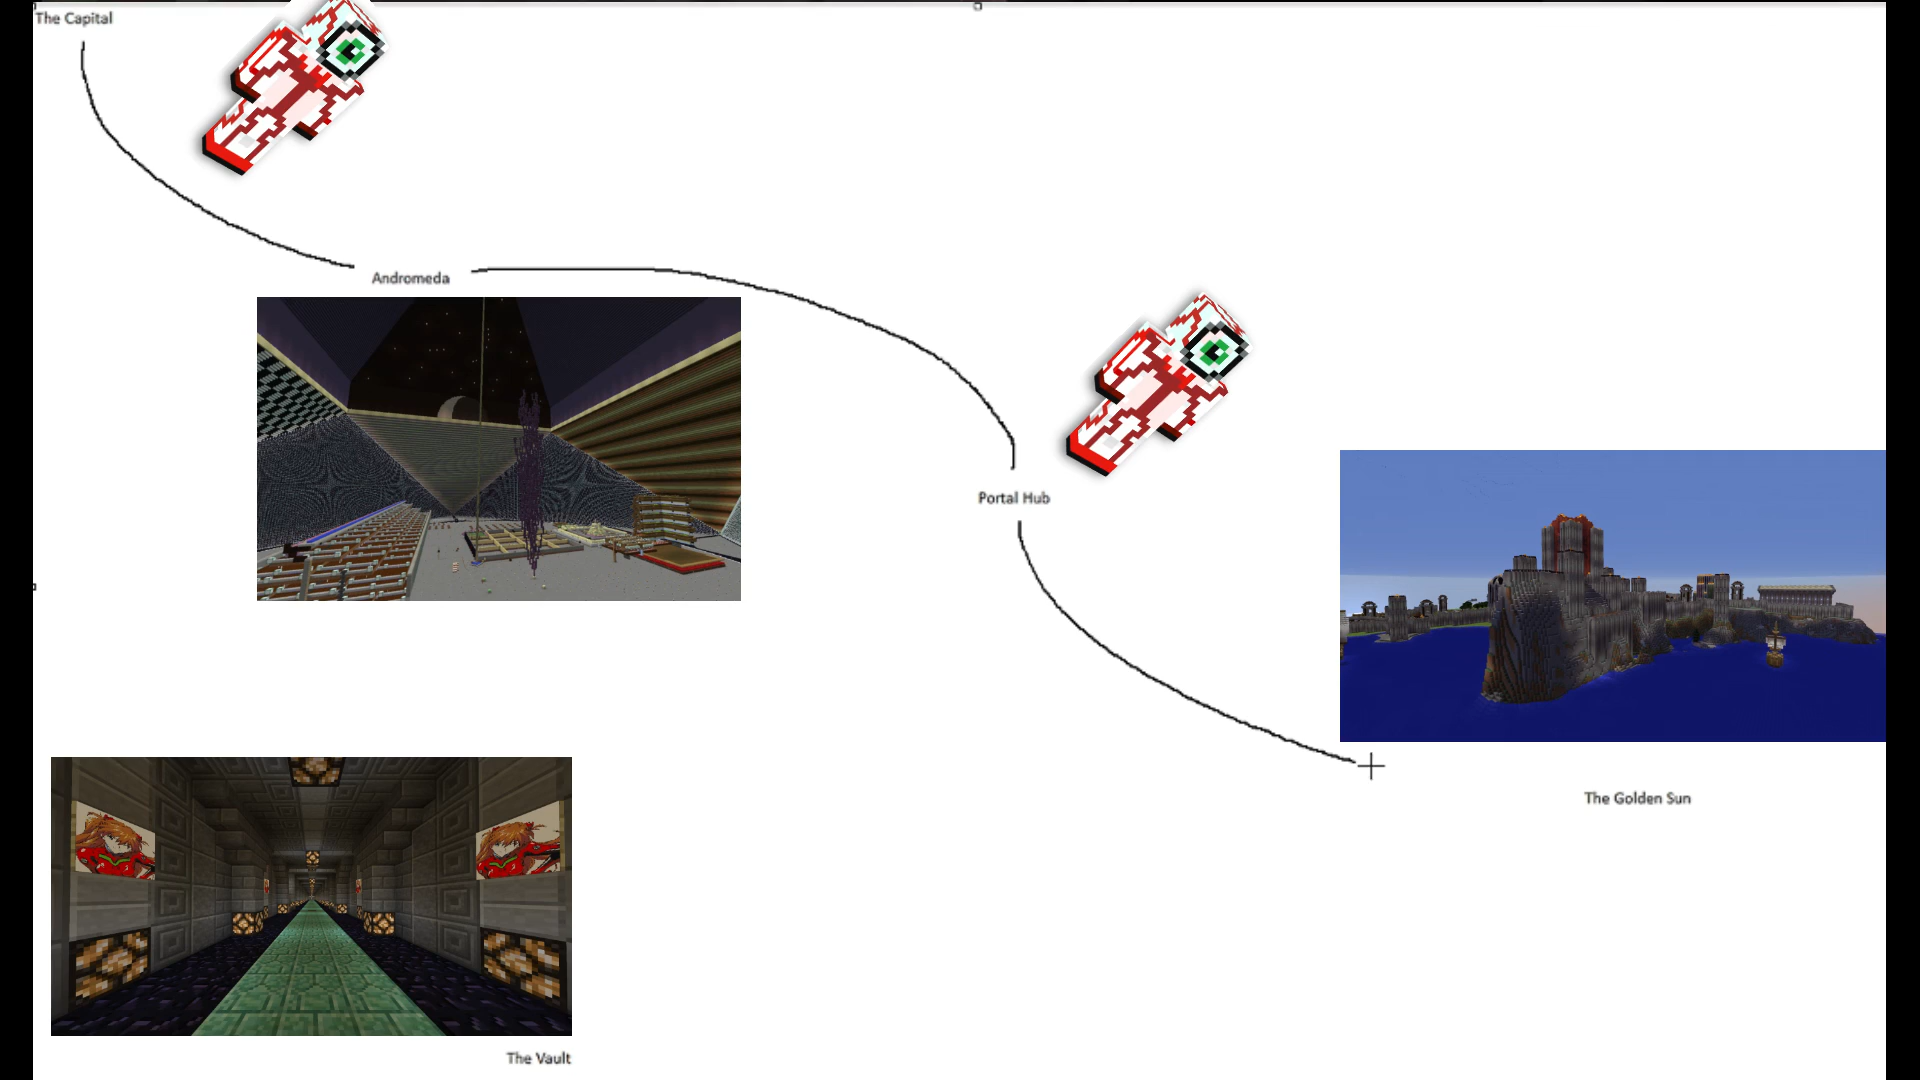 The Capital
Andromeda
Portal Hub
The Golden Sun
The Vault